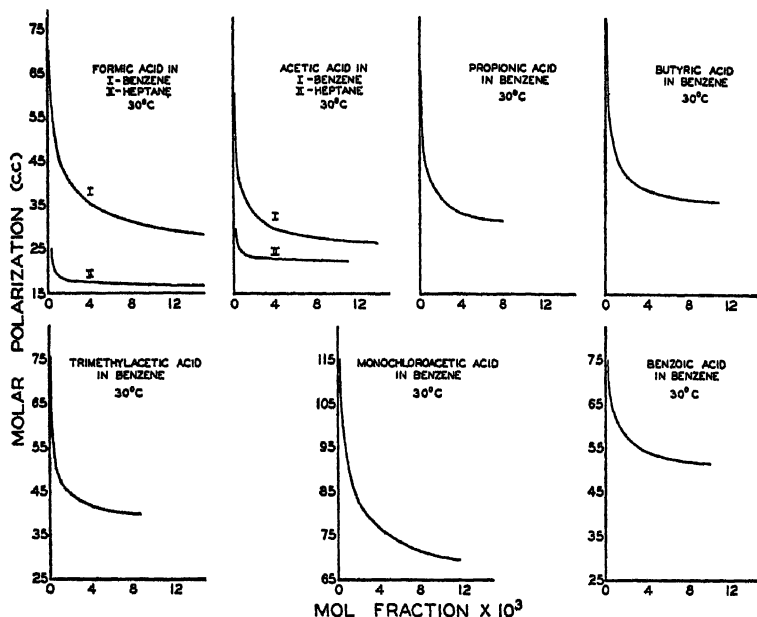 MOLAR POLARIZATION (C.C)
75
65
55
45
35
25
15
FORMIC ACID IN
I-BENZENE
II-HEPTANE
30°C
I
II
0 4 8 12
ACETIC ACID IN
I-BENZENE
II-HEPTANE
30°C
I
II
0 4 8 12
PROPIONIC ACID
IN BENZENE
30°C
0 4 8 12
BUTYRIC ACID
IN BENZENE
30°C
0 4 8 12
75
65
55
45
35
25
TRIMETHYLACETIC ACID
IN BENZENE
30°C
0 4 8 12
115
105
95
85
75
65
MONOCHLOROACETIC ACID
IN BENZENE
30°C
0 4 8 12
75
65
55
45
35
25
BENZOIC ACID
IN BENZENE
30°C
0 4 8 12
MOL FRACTION X 10³